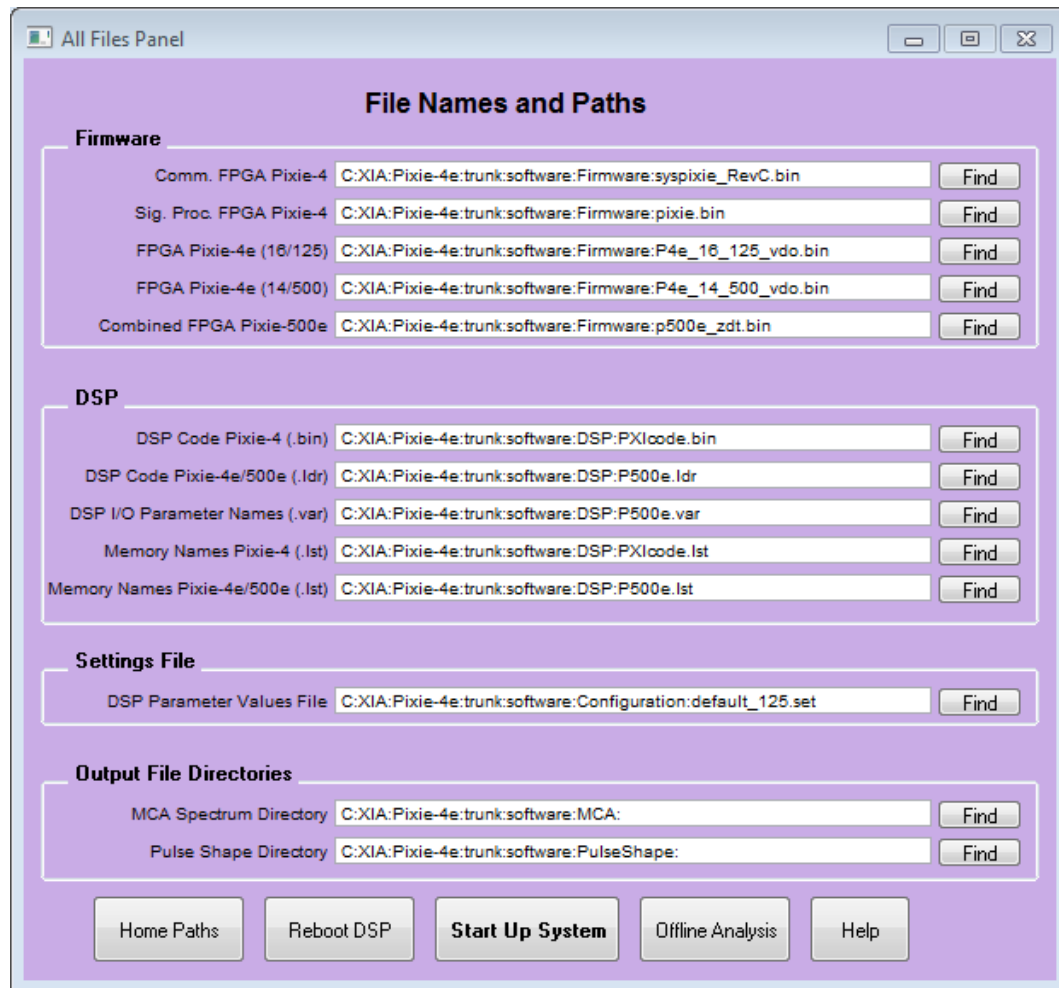 All Files Panel
File Names and Paths
Firmware
Comm. FPGA Pixie-4 C:XIA:Pixie-4e:trunk:software:Firmware:syspixie_RevC.bin Find
Sig. Proc. FPGA Pixie-4 C:XIA:Pixie-4e:trunk:software:Firmware:pixie.bin Find
FPGA Pixie-4e (16/125) C:XIA:Pixie-4e:trunk:software:Firmware:P4e_16_125_vdo.bin Find
FPGA Pixie-4e (14/500) C:XIA:Pixie-4e:trunk:software:Firmware:P4e_14_500_vdo.bin Find
Combined FPGA Pixie-500e C:XIA:Pixie-4e:trunk:software:Firmware:p500e_zdt.bin Find
DSP
DSP Code Pixie-4 (.bin) C:XIA:Pixie-4e:trunk:software:DSP:PXIcode.bin Find
DSP Code Pixie-4e/500e (.ldr) C:XIA:Pixie-4e:trunk:software:DSP:P500e.ldr Find
DSP I/O Parameter Names (.var) C:XIA:Pixie-4e:trunk:software:DSP:P500e.var Find
Memory Names Pixie-4 (.lst) C:XIA:Pixie-4e:trunk:software:DSP:PXIcode.lst Find
Memory Names Pixie-4e/500e (.lst) C:XIA:Pixie-4e:trunk:software:DSP:P500e.lst Find
Settings File
DSP Parameter Values File C:XIA:Pixie-4e:trunk:software:Configuration:default_125.set Find
Output File Directories
MCA Spectrum Directory C:XIA:Pixie-4e:trunk:software:MCA: Find
Pulse Shape Directory C:XIA:Pixie-4e:trunk:software:PulseShape: Find
Home Paths Reboot DSP Start Up System Offline Analysis Help